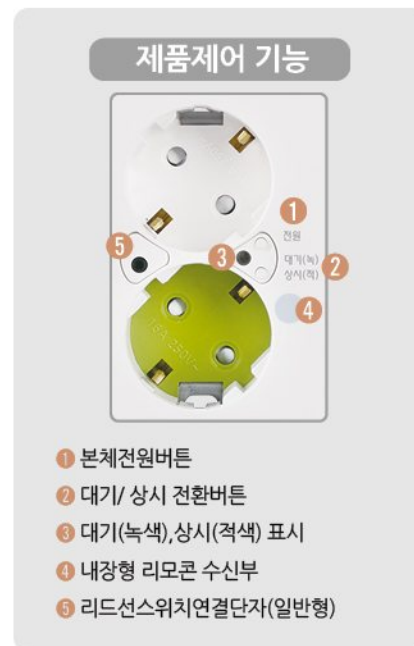 제품제어 기능
1
전원
5
3
대기(녹)
상시(적)
2
4
16A 250V~
1 본체전원버튼
2 대기/ 상시 전환버튼
3 대기(녹색),상시(적색) 표시
4 내장형 리모콘 수신부
5 리드선스위치연결단자(일반형)